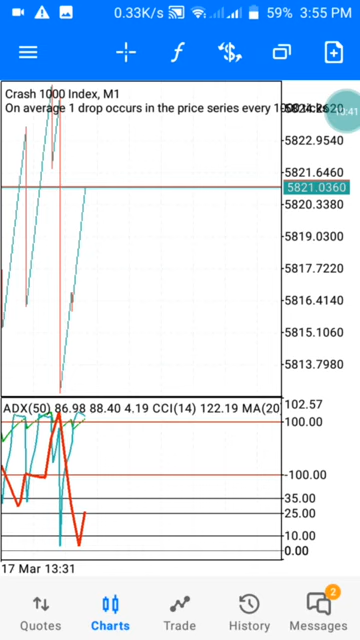 0.33K/s 59% 3:55 PM
Crash 1000 Index, M1
On average 1 drop occurs in the price series every
5822.9540
5821.6460
5821.0360
5820.3380
5819.0300
5817.7220
5816.4140
5815.1060
5813.7980
ADX(50) 86.98 88.40 4.19 CCI(14) 122.19 MA(20)
102.57
100.00
-100.00
35.00
25.00
10.00
0.00
17 Mar 13:31
2
Quotes Charts Trade History Messages